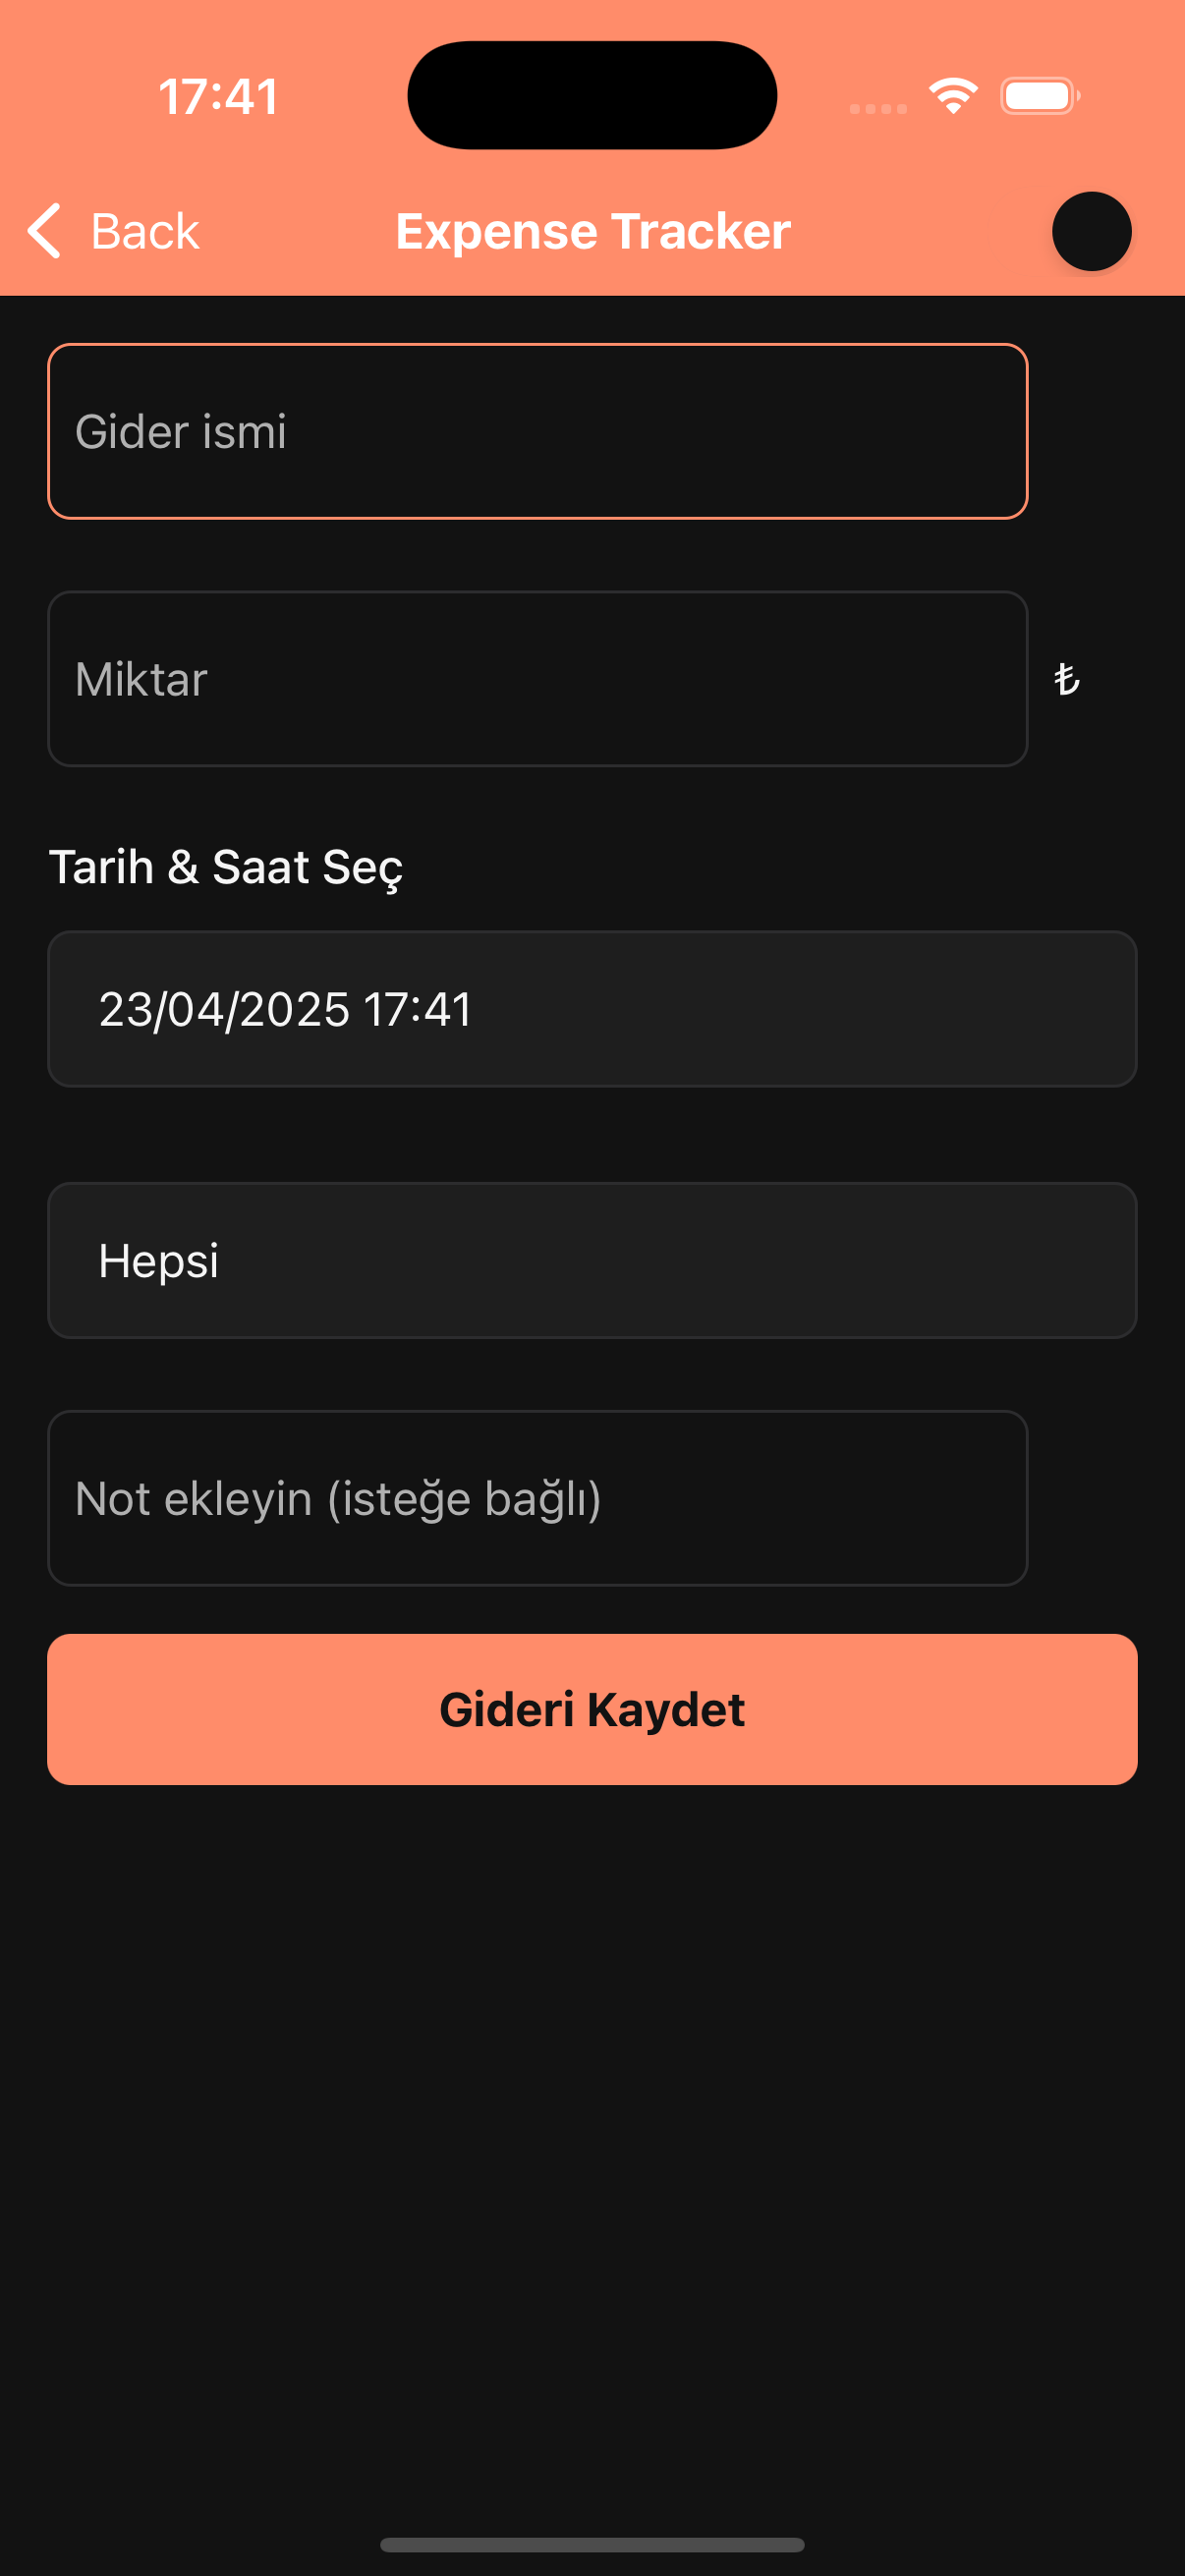 17:41
Back
Expense Tracker
Gider ismi
Miktar
₺
Tarih & Saat Seç
23/04/2025 17:41
Hepsi
Not ekleyin (isteğe bağlı)
Gideri Kaydet